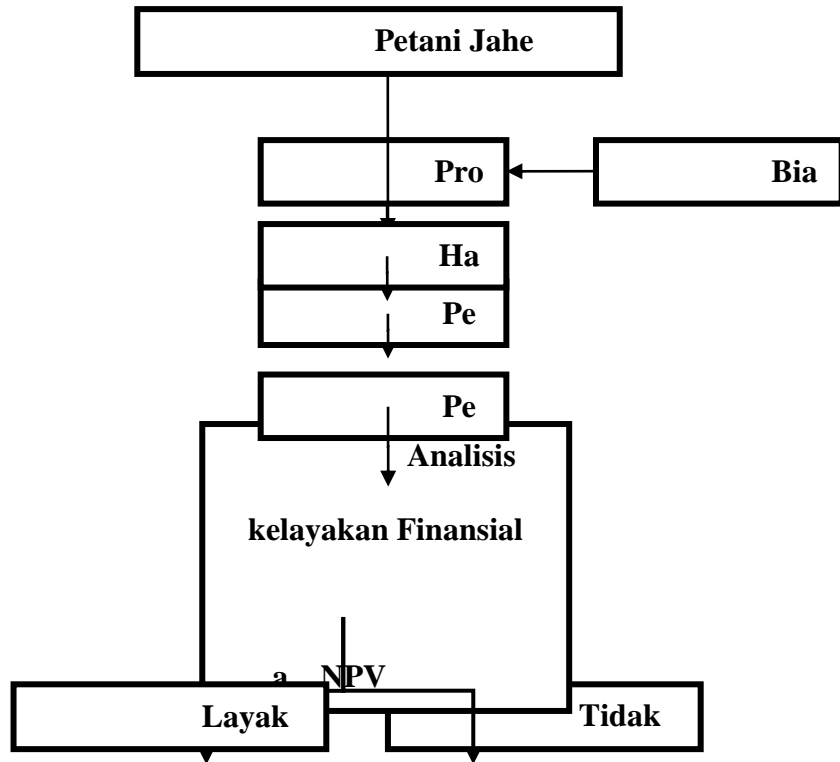 Petani Jahe
Pro
Bia
Ha
Pe
Pe
Analisis
kelayakan Finansial
a NPV
Layak
Tidak